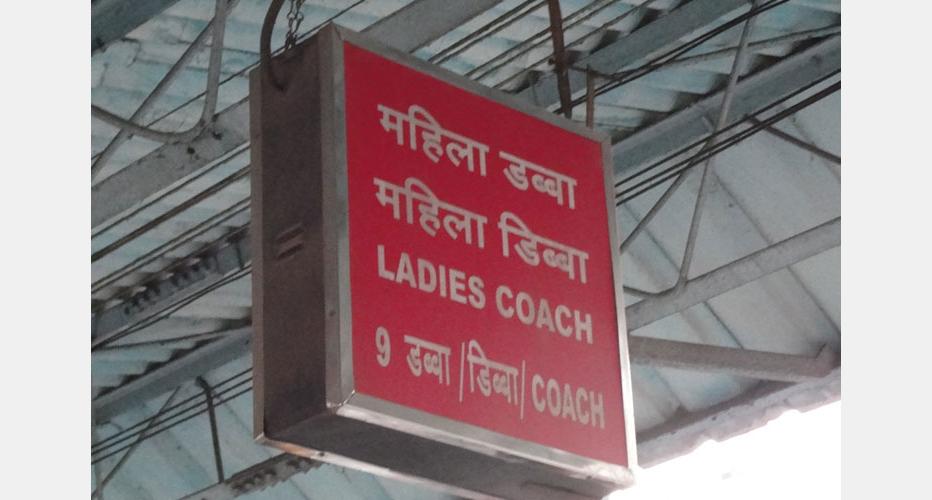 महिला डब्बा
महिला डिब्बा
LADIES COACH
9 डब्बा/डिब्बा/COACH